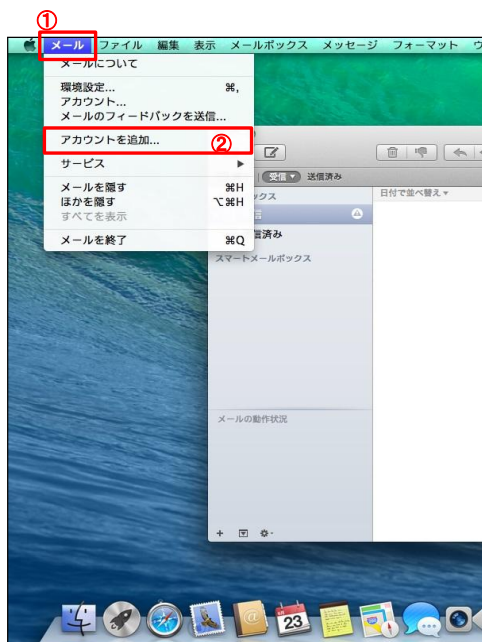 ①
メール ファイル 編集 表示 メールボックス メッセージ フォーマット
メールについて
環境設定... ⌘,
アカウント...
メールのフィードバックを送信...
アカウントを追加... ②
サービス ▶
メールを隠す ⌘H
ほかを隠す ⌥⌘H
すべてを表示
メールを終了 ⌘Q
受信 ▼ 送信済み
日付で並べ替え ▼
スマートメールボックス
メールの動作状況
23